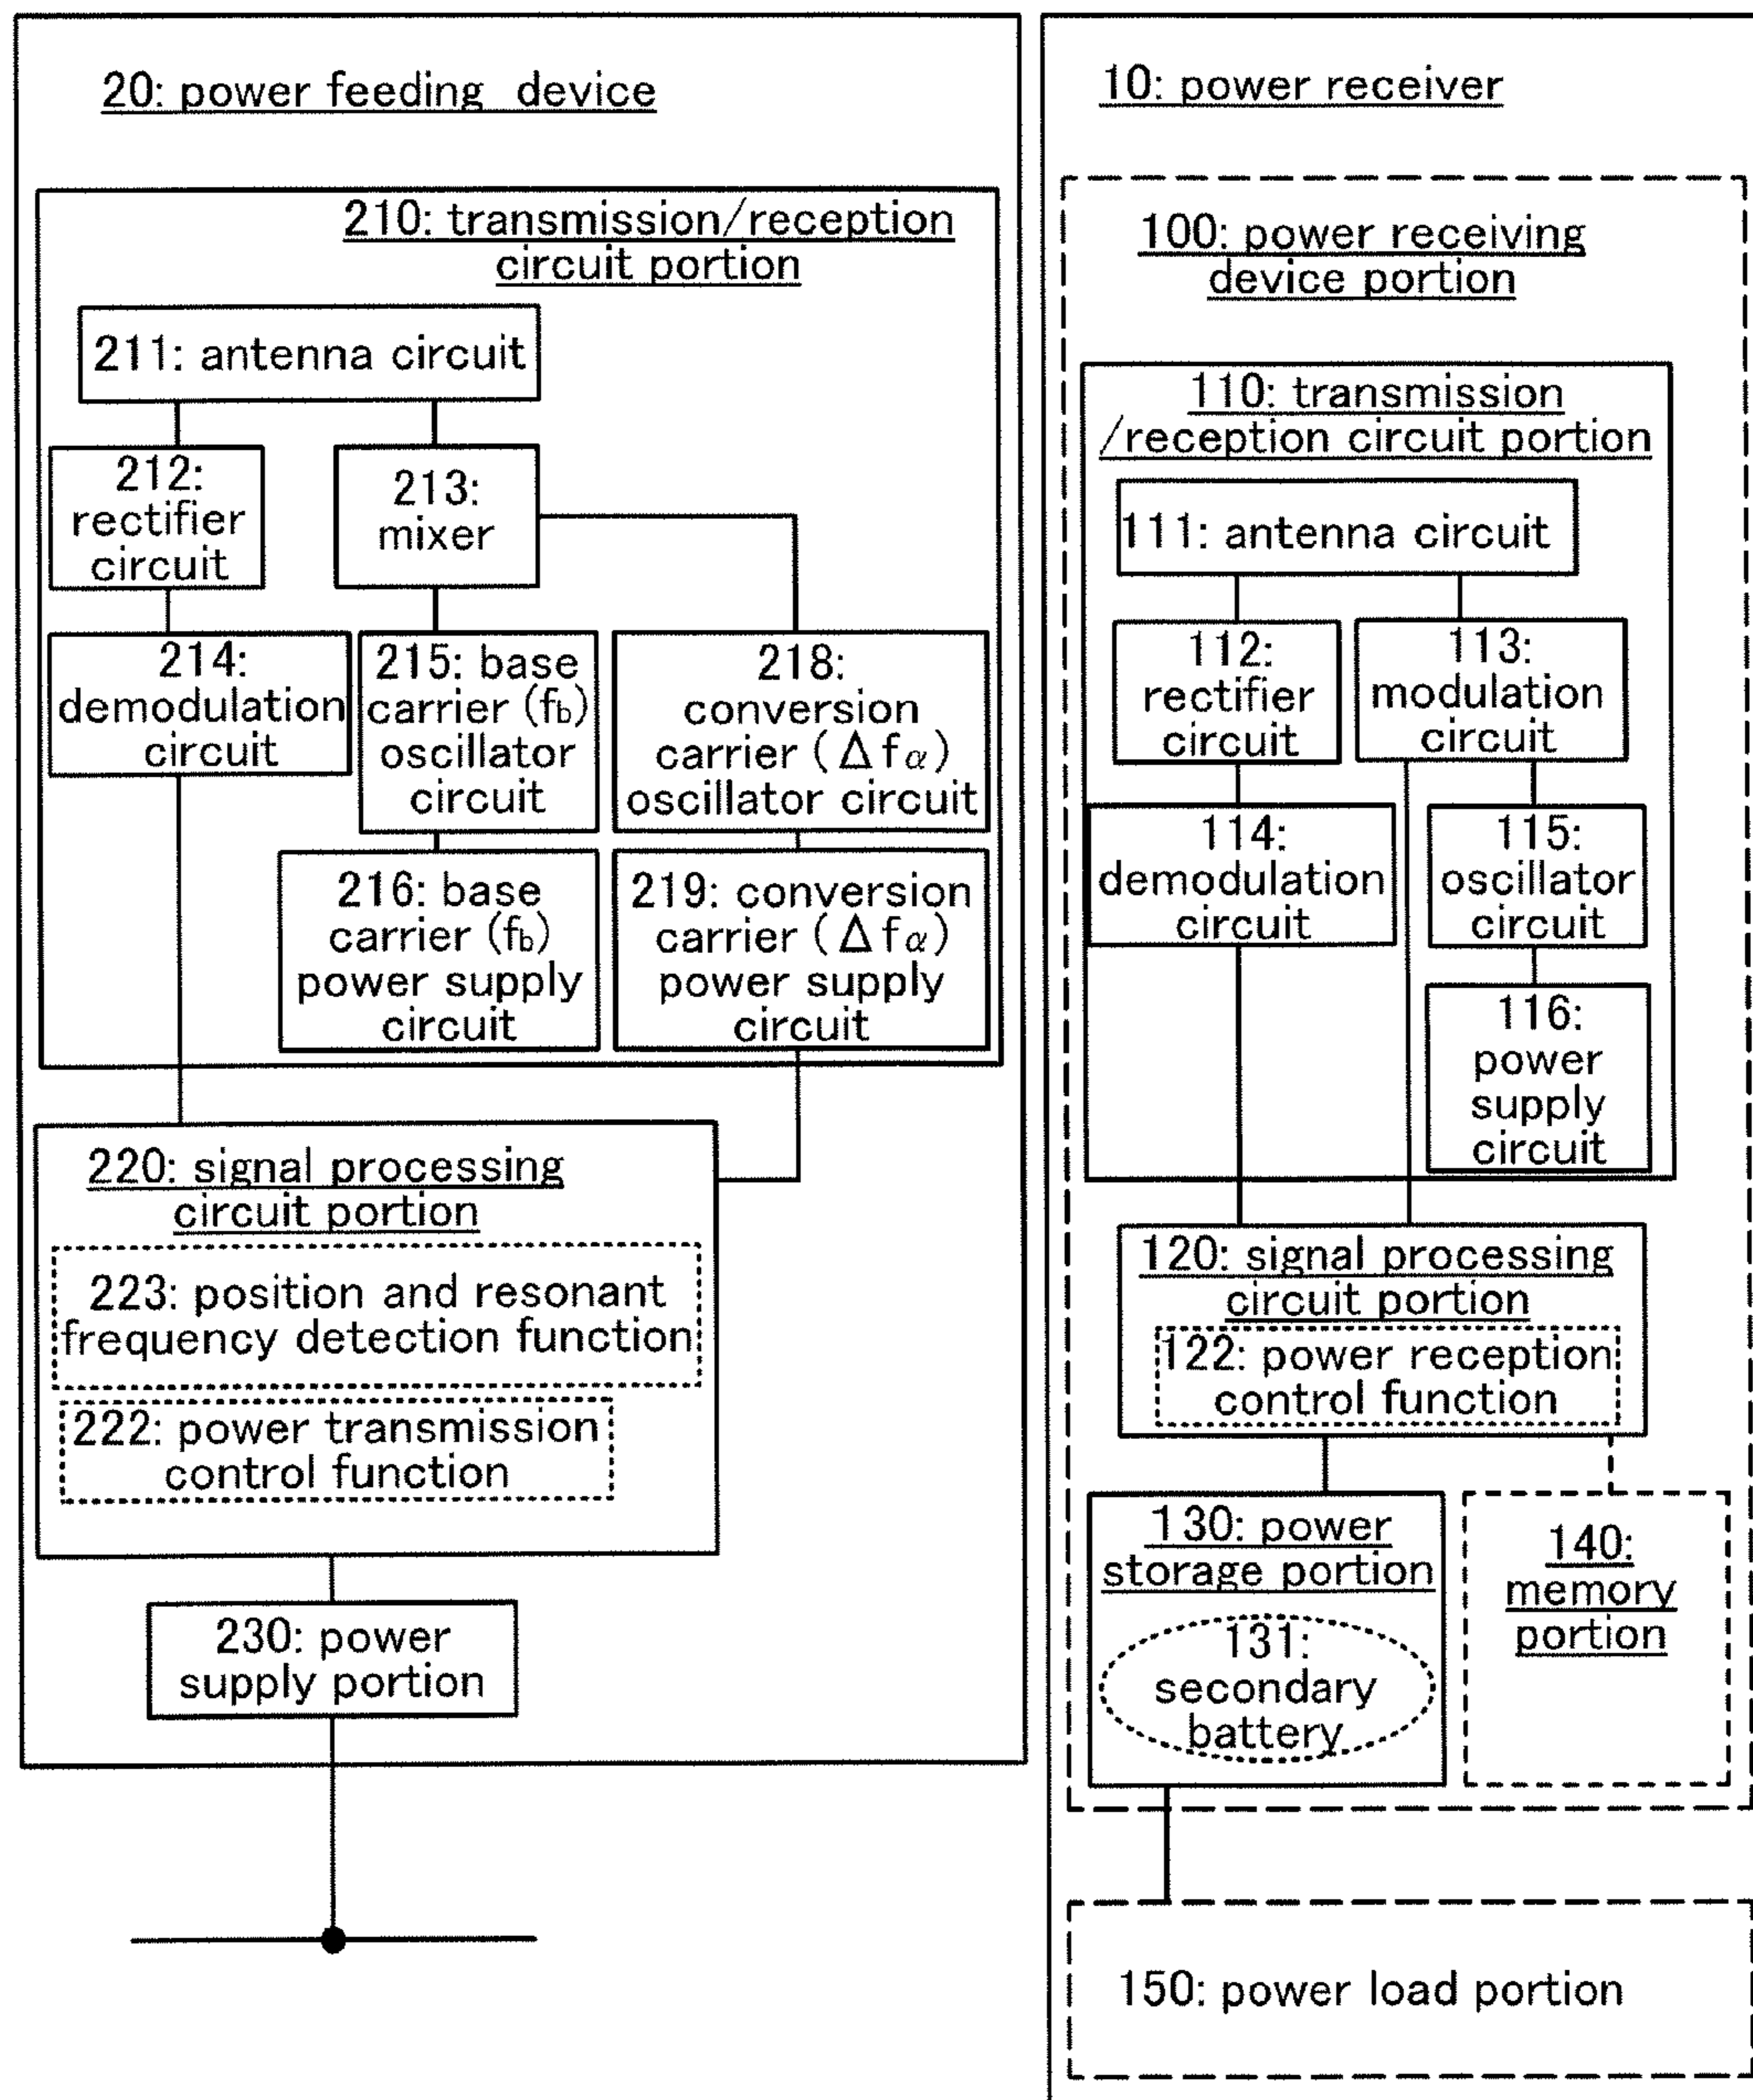 20: power feeding device
210: transmission/reception
circuit portion
211: antenna circuit
212:
rectifier
circuit
213:
mixer
214:
demodulation
circuit
215: base
carrier (fb)
oscillator
circuit
218:
conversion
carrier (Δfα)
oscillator circuit
216: base
carrier (fb)
power supply
circuit
219: conversion
carrier (Δfα)
power supply
circuit
220: signal processing
circuit portion
223: position and resonant
frequency detection function
222: power transmission
control function
230: power
supply portion
10: power receiver
100: power receiving
device portion
110: transmission
/reception circuit portion
111: antenna circuit
112:
rectifier
circuit
113:
modulation
circuit
114:
demodulation
circuit
115:
oscillator
circuit
116:
power
supply
circuit
120: signal processing
circuit portion
122: power reception
control function
130: power
storage portion
131:
secondary
battery
140:
memory
portion
150: power load portion